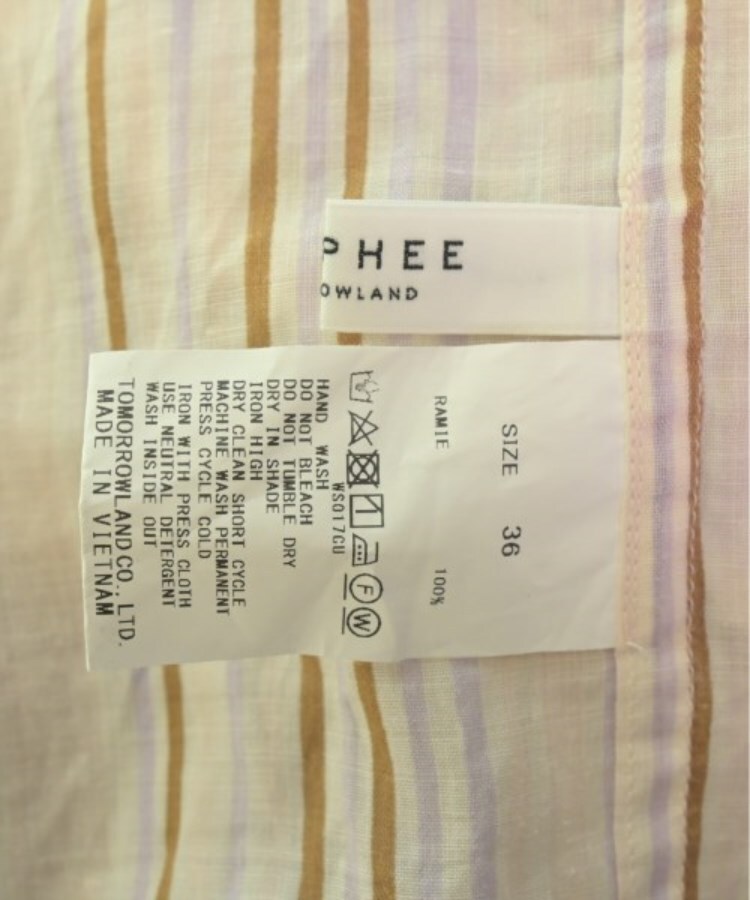 PHEE
OWLAND
SIZE 36
RAMIE 100%
WS017CU
HAND WASH
DO NOT BLEACH
DO NOT TUMBLE DRY
DRY IN SHADE
IRON HIGH
DRY CLEAN SHORT CYCLE
MACHINE WASH PERMANENT
PRESS CYCLE COLD
IRON WITH PRESS CLOTH
USE NEUTRAL DETERGENT
WASH INSIDE OUT
TOMORROWLAND CO., LTD.
MADE IN VIETNAM